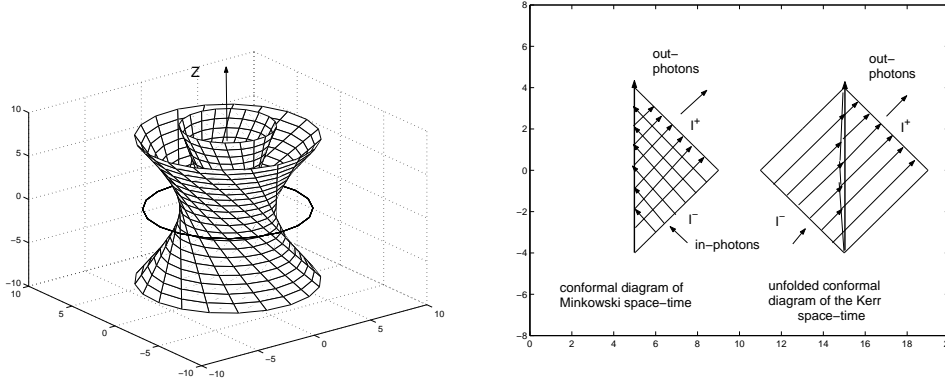 Z
10
5
0
−5
−10
10
5
0
−5
−10
−10
−5
0
5
10
8
6
4
2
0
−2
−4
−6
−8
0
2
4
6
8
10
12
14
16
18
20
out−
photons
I+
I−
in−photons
conformal diagram of
Minkowski space−time
out−
photons
I+
I−
unfolded conformal
diagram of the Kerr
space−time